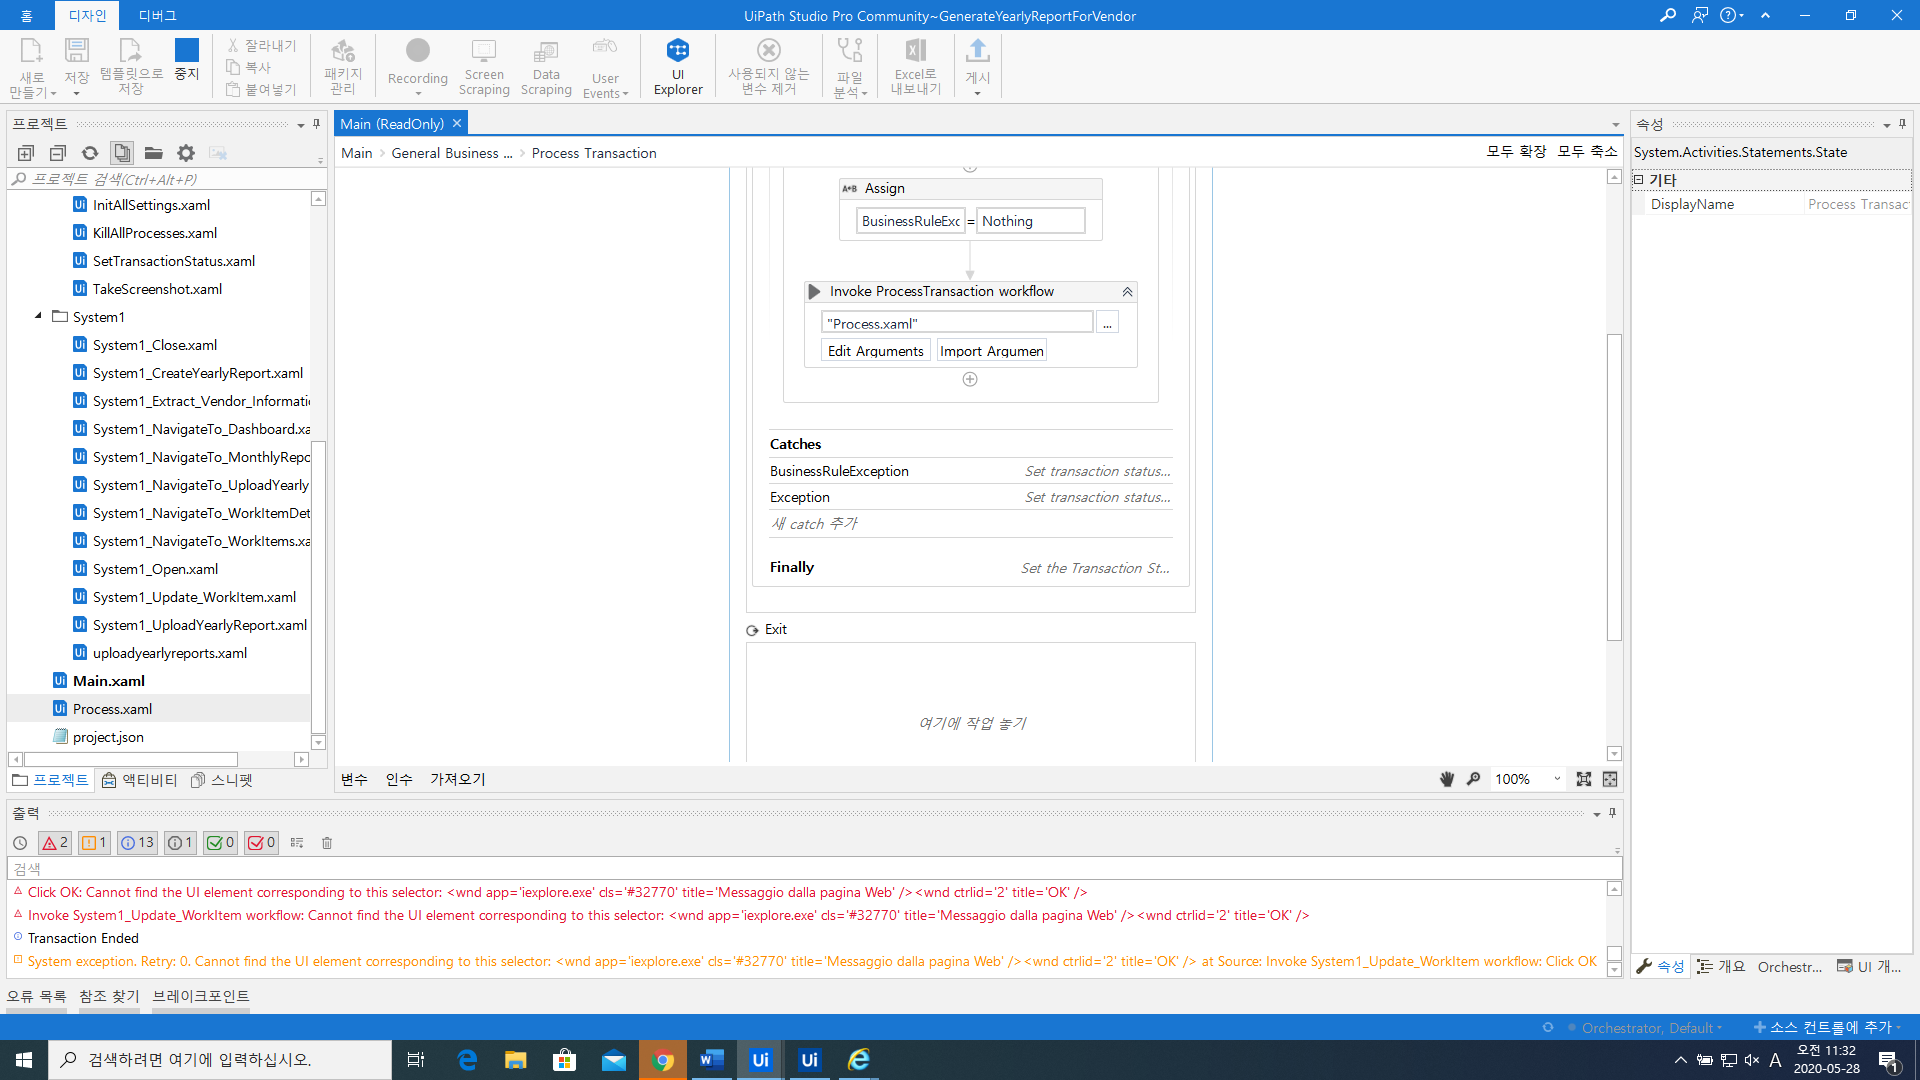 홈
디자인
디버그
UiPath Studio Pro Community~GenerateYearlyReportForVendor
새로 만들기
저장
템플릿으로 저장
중지
잘라내기
복사
붙여넣기
패키지 관리
Recording
Screen Scraping
Data Scraping
User Events
UI Explorer
사용되지 않는 변수 제거
파일 분석
Excel로 내보내기
게시
프로젝트
프로젝트 검색(Ctrl+Alt+P)
InitAllSettings.xaml
KillAllProcesses.xaml
SetTransactionStatus.xaml
TakeScreenshot.xaml
System1
System1_Close.xaml
System1_CreateYearlyReport.xaml
System1_Extract_Vendor_Informati
System1_NavigateTo_Dashboard.xa
System1_NavigateTo_MonthlyRepo
System1_NavigateTo_UploadYearly
System1_NavigateTo_WorkItemDet
System1_NavigateTo_WorkItems.xa
System1_Open.xaml
System1_Update_WorkItem.xaml
System1_UploadYearlyReport.xaml
uploadyearlyreports.xaml
Main.xaml
Process.xaml
project.json
프로젝트 액티비티 스니펫
Main (ReadOnly)
Main > General Business ... > Process Transaction
모두 확장 모두 축소
A+B Assign
BusinessRuleExc = Nothing
Invoke ProcessTransaction workflow
"Process.xaml" ...
Edit Arguments Import Argumen
Catches
BusinessRuleException Set transaction status...
Exception Set transaction status...
새 catch 추가
Finally Set the Transaction St...
Exit
여기에 작업 놓기
변수 인수 가져오기
100%
속성
System.Activities.Statements.State
기타
DisplayName Process Transac
속성 개요 Orchestr... UI 개...
출력
2 1 13 1 0 0
검색
Click OK: Cannot find the UI element corresponding to this selector: <wnd app='iexplore.exe' cls='#32770' title='Messaggio dalla pagina Web' /><wnd ctrlid='2' title='OK' />
Invoke System1_Update_WorkItem workflow: Cannot find the UI element corresponding to this selector: <wnd app='iexplore.exe' cls='#32770' title='Messaggio dalla pagina Web' /><wnd ctrlid='2' title='OK' />
Transaction Ended
System exception. Retry: 0. Cannot find the UI element corresponding to this selector: <wnd app='iexplore.exe' cls='#32770' title='Messaggio dalla pagina Web' /><wnd ctrlid='2' title='OK' /> at Source: Invoke System1_Update_WorkItem workflow: Click OK
오류 목록 참조 찾기 브레이크포인트
Orchestrator, Default
소스 컨트롤에 추가
검색하려면 여기에 입력하십시오.
Ui
Ui
A
오전 11:32
2020-05-28
1